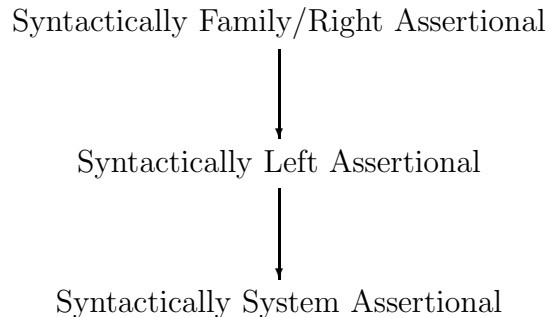 Syntactically Family/Right Assertional
Syntactically Left Assertional
Syntactically System Assertional